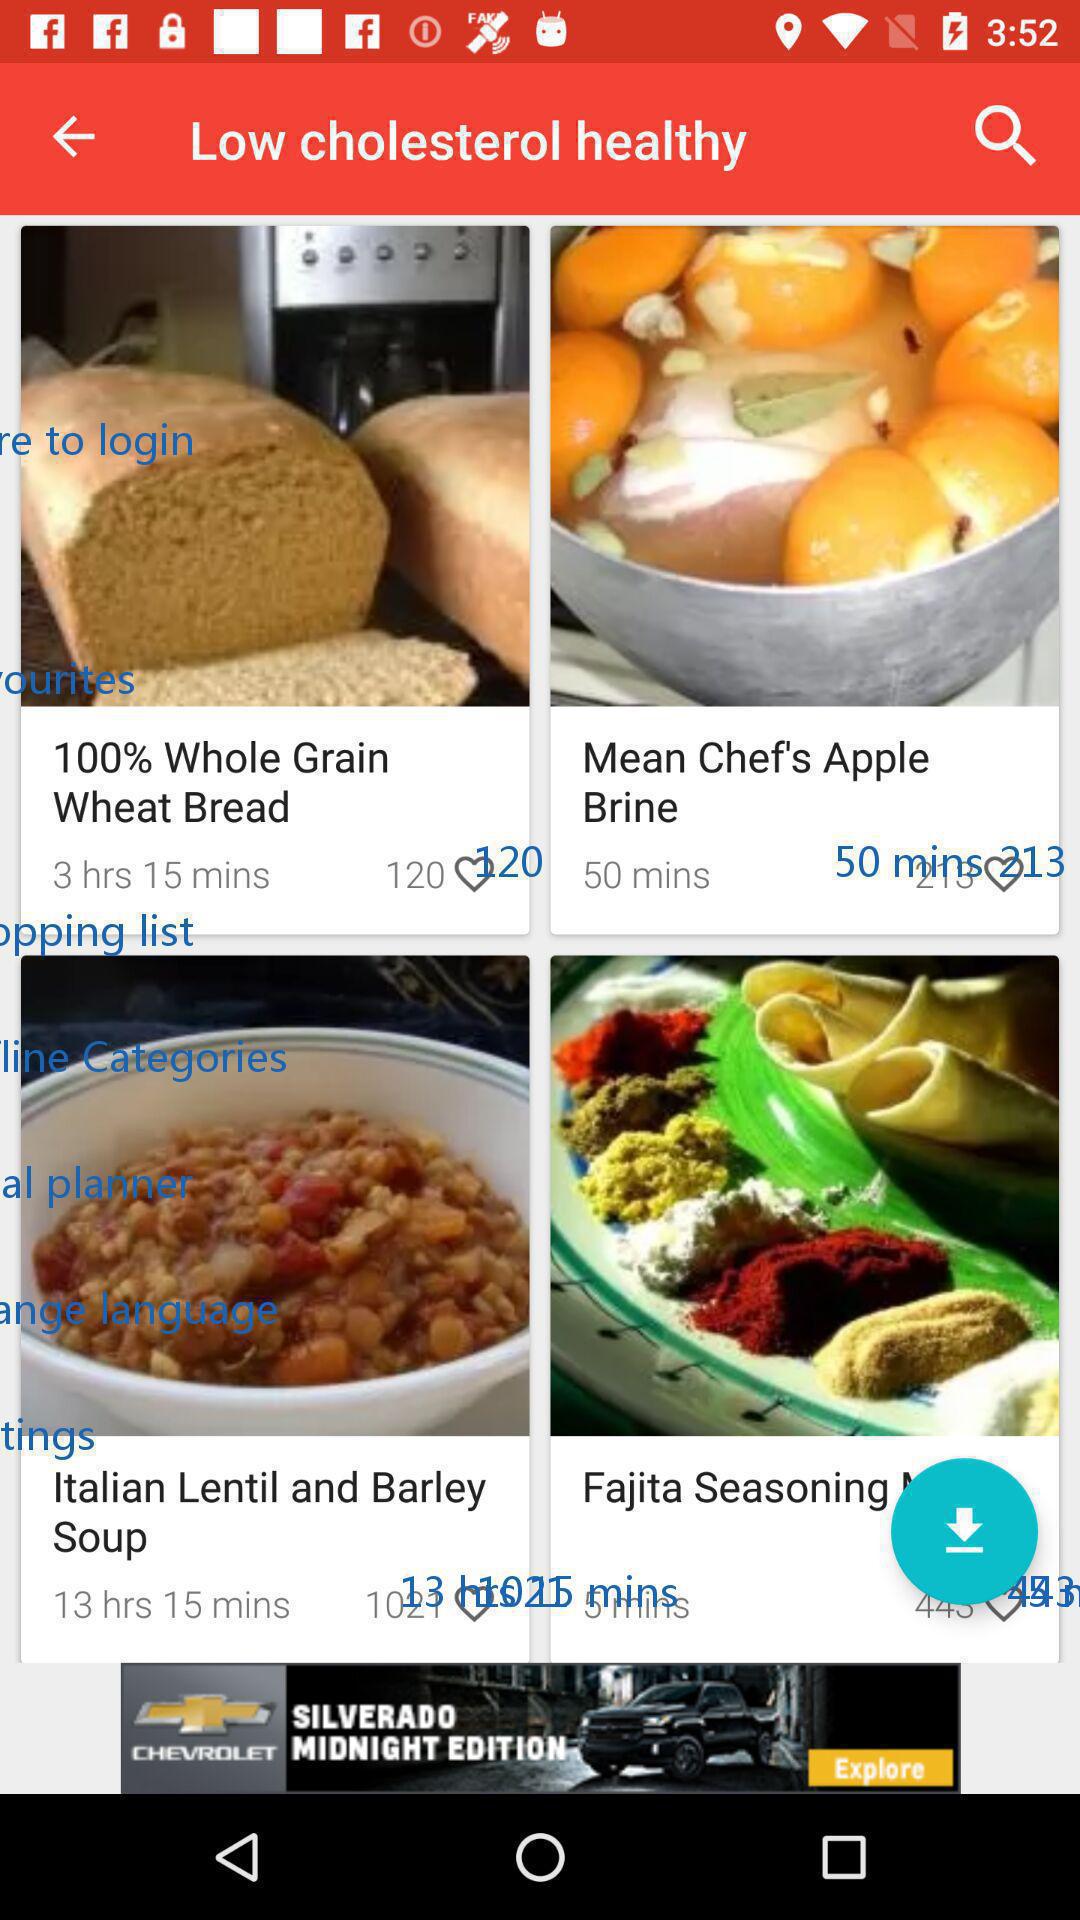 FAKE
3:52
Low cholesterol healthy
re to login
vourites
100% Whole Grain
Wheat Bread
3 hrs 15 mins
120
120
Mean Chef's Apple
Brine
50 mins
213
50 mins
213
opping list
line Categories
al planner
ange language
tings
Italian Lentil and Barley
Soup
13 hrs 15 mins
1021
13 hrs 15 mins
1021
Fajita Seasoning
5 mins
443
443
CHEVROLET
SILVERADO
MIDNIGHT EDITION
Explore